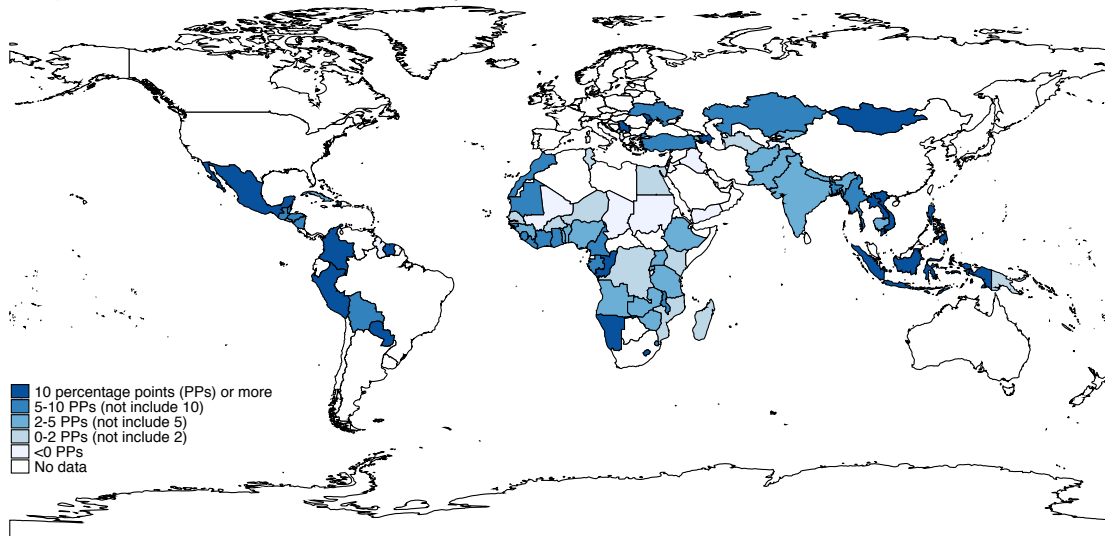 10 percentage points (PPs) or more
5-10 PPs (not include 10)
2-5 PPs (not include 5)
0-2 PPs (not include 2)
<0 PPs
No data